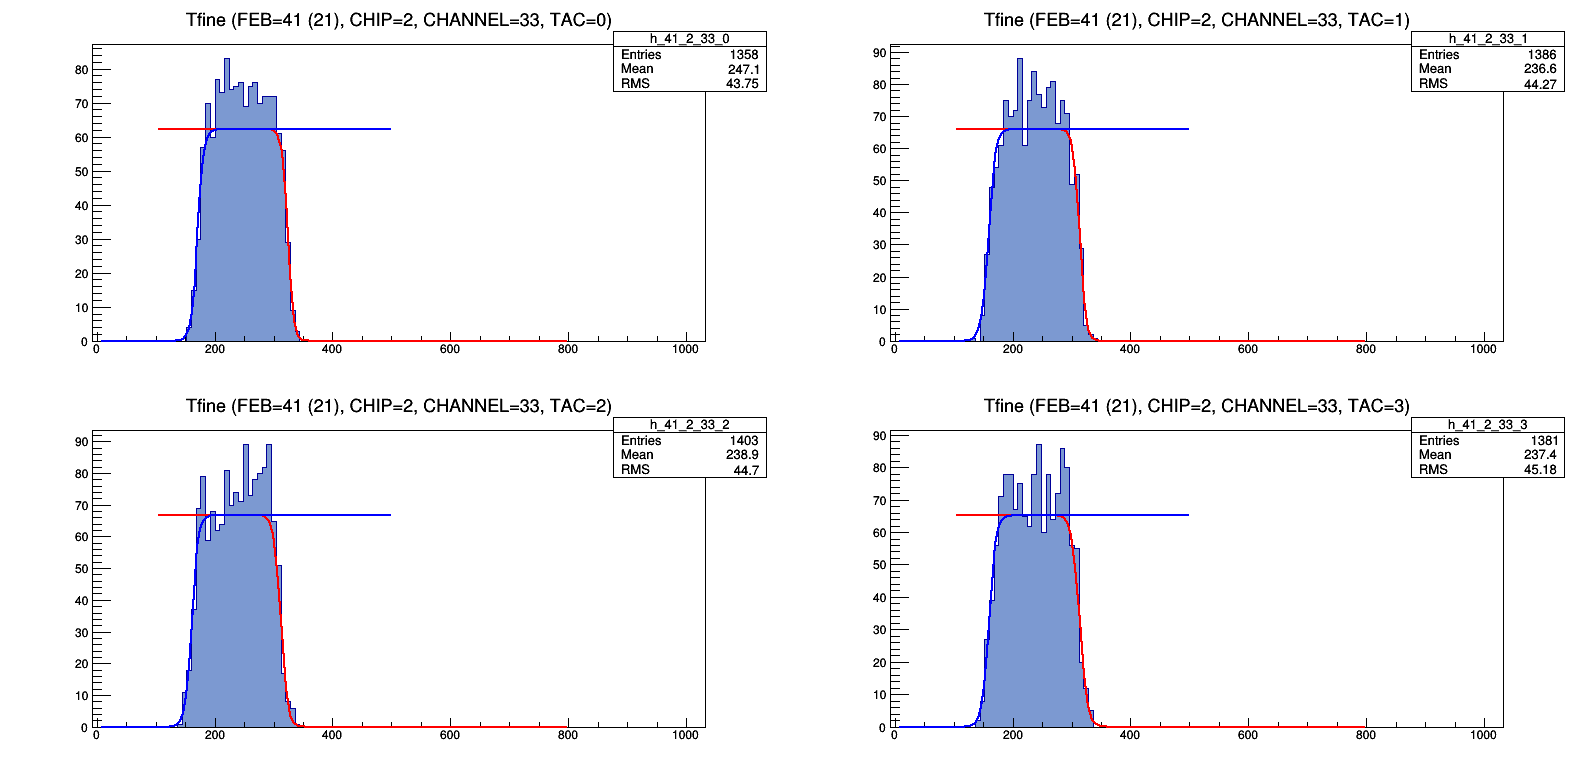 Tfine (FEB=41 (21), CHIP=2, CHANNEL=33, TAC=0)
h_41_2_33_0
Entries 1358
Mean 247.1
RMS 43.75
80
70
60
50
40
30
20
10
0
0 200 400 600 800 1000
Tfine (FEB=41 (21), CHIP=2, CHANNEL=33, TAC=1)
h_41_2_33_1
Entries 1386
Mean 236.6
RMS 44.27
90
80
70
60
50
40
30
20
10
0
0 200 400 600 800 1000
Tfine (FEB=41 (21), CHIP=2, CHANNEL=33, TAC=2)
h_41_2_33_2
Entries 1403
Mean 238.9
RMS 44.7
90
80
70
60
50
40
30
20
10
0
0 200 400 600 800 1000
Tfine (FEB=41 (21), CHIP=2, CHANNEL=33, TAC=3)
h_41_2_33_3
Entries 1381
Mean 237.4
RMS 45.18
90
80
70
60
50
40
30
20
10
0
0 200 400 600 800 1000